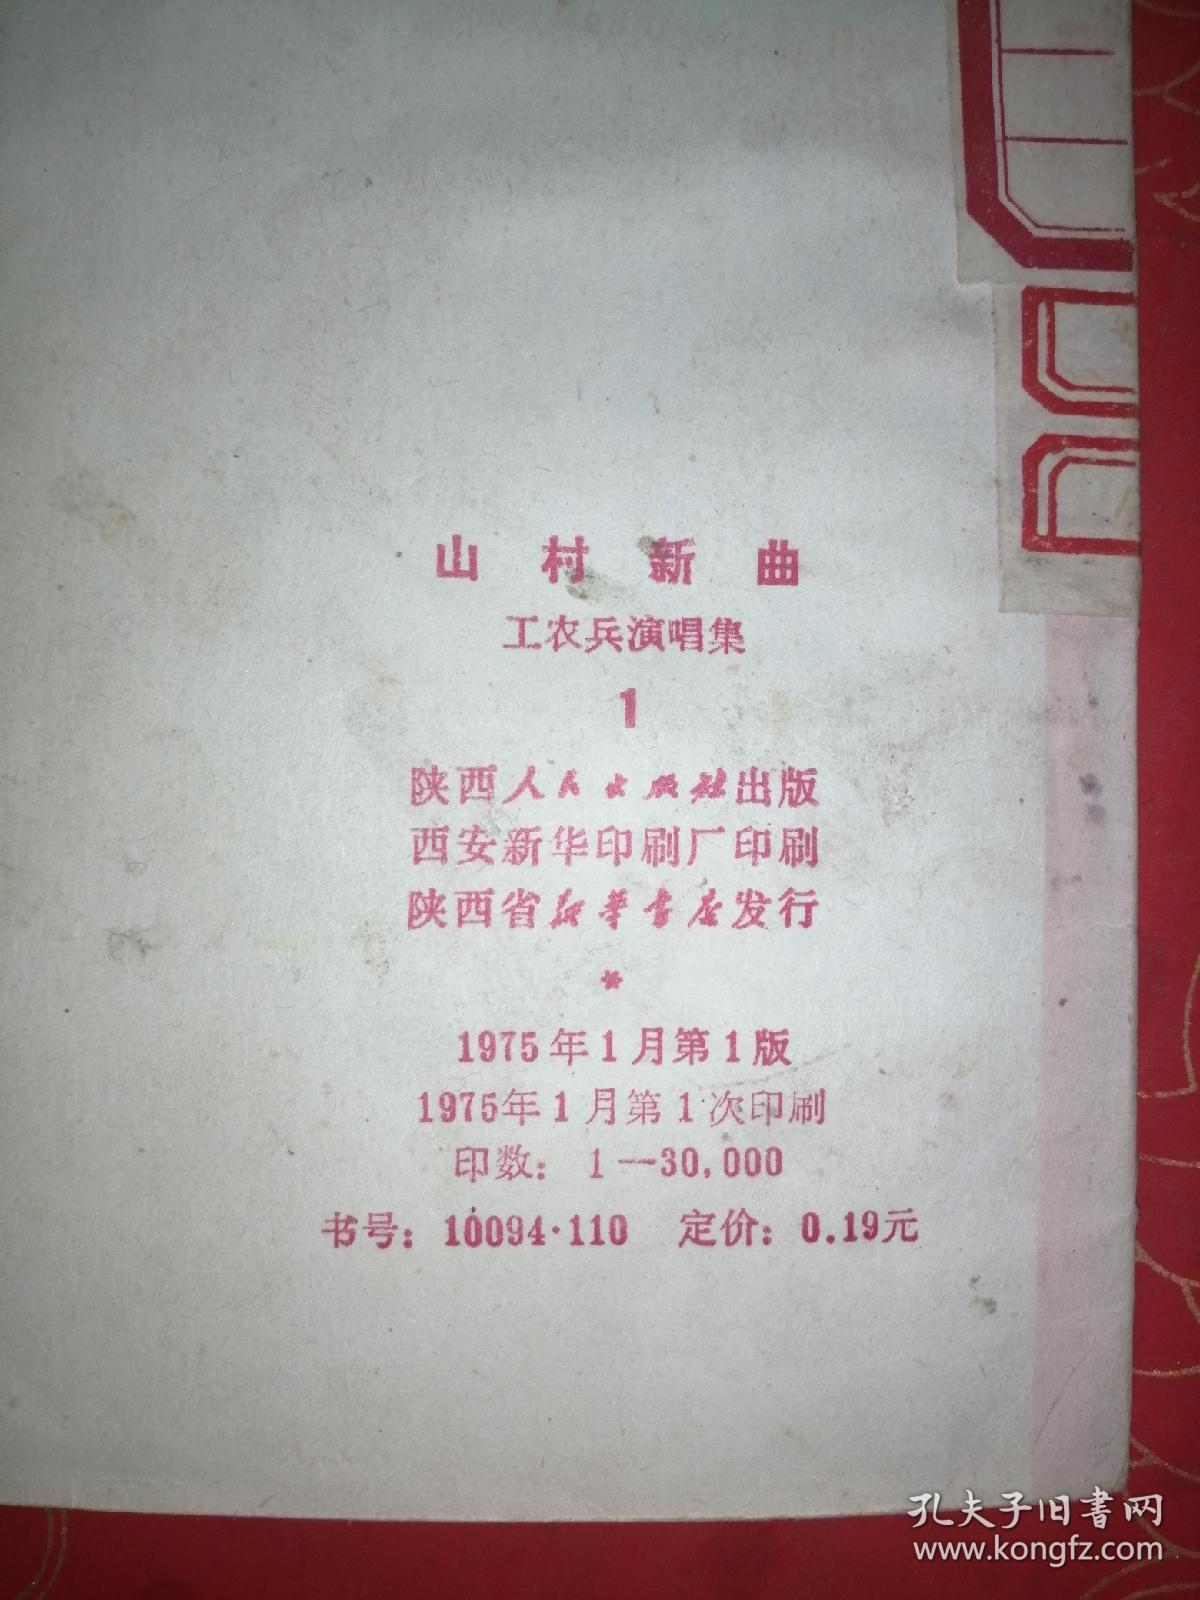 山村新曲
工农兵演唱集
1
陕西人民出版社出版
西安新华印刷厂印刷
陕西省新华书店发行
*
1975年1月第1版
1975年1月第1次印刷
印数：1—30,000
书号：10094·110 定价：0.19元
孔夫子旧书网
www.kongfz.com